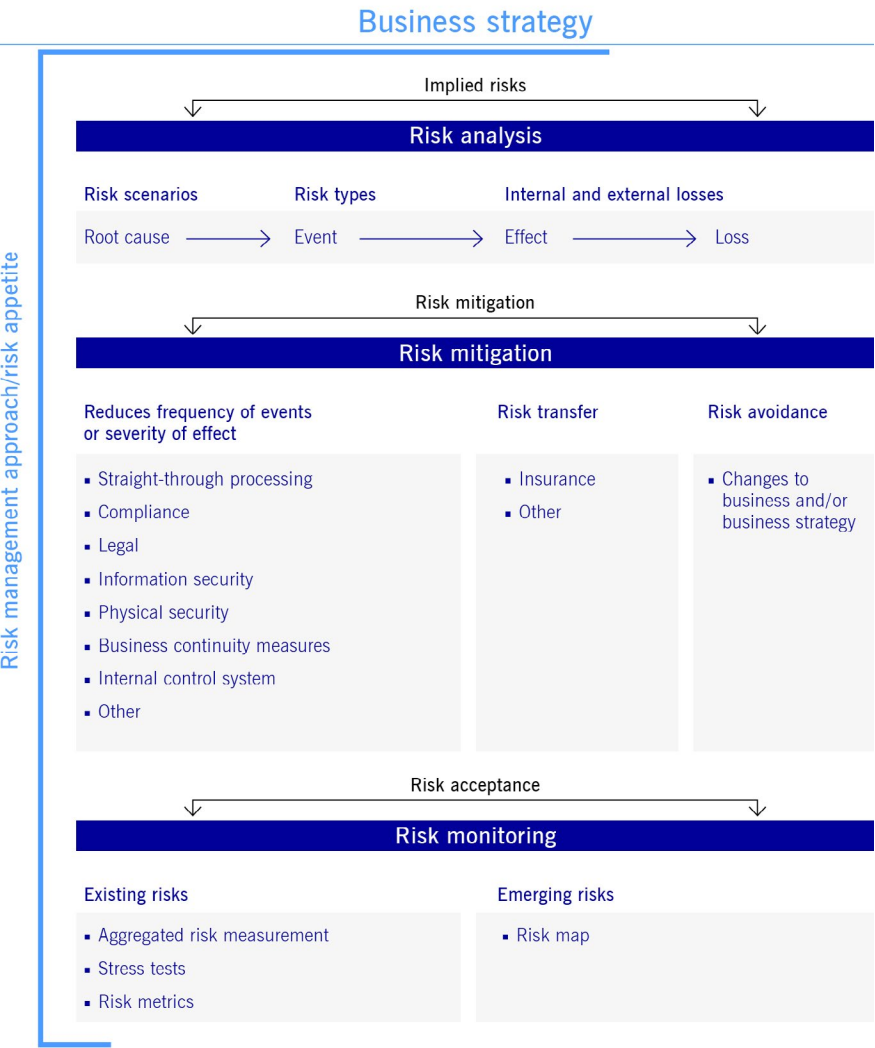 Business strategy
Risk management approach/risk appetite
Implied risks
Risk analysis
Risk scenarios
Risk types
Internal and external losses
Root cause
Event
Effect
Loss
Risk mitigation
Risk mitigation
Reduces frequency of events
or severity of effect
▪ Straight-through processing
▪ Compliance
▪ Legal
▪ Information security
▪ Physical security
▪ Business continuity measures
▪ Internal control system
▪ Other
Risk transfer
▪ Insurance
▪ Other
Risk avoidance
▪ Changes to
business and/or
business strategy
Risk acceptance
Risk monitoring
Existing risks
▪ Aggregated risk measurement
▪ Stress tests
▪ Risk metrics
Emerging risks
▪ Risk map